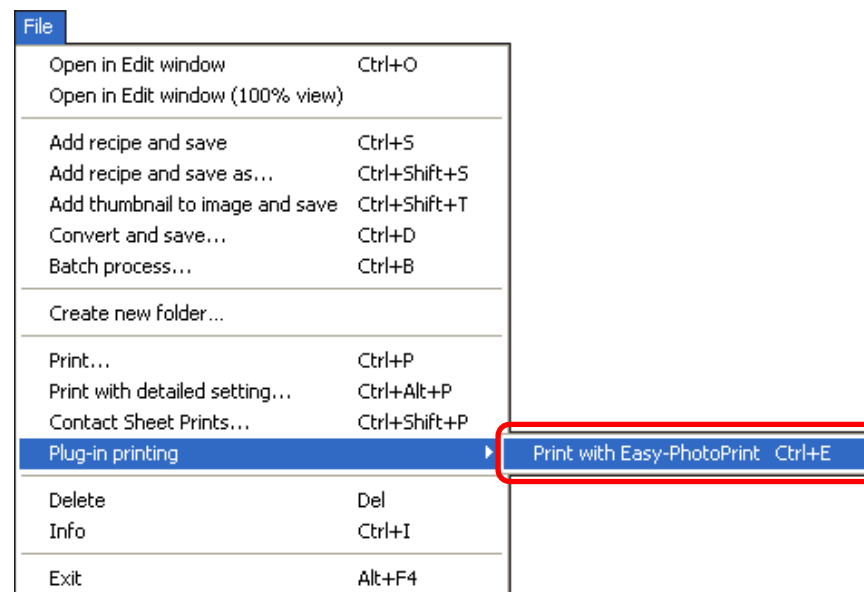 File
Open in Edit window Ctrl+O
Open in Edit window (100% view)
Add recipe and save Ctrl+S
Add recipe and save as... Ctrl+Shift+S
Add thumbnail to image and save Ctrl+Shift+T
Convert and save... Ctrl+D
Batch process... Ctrl+B
Create new folder...
Print... Ctrl+P
Print with detailed setting... Ctrl+Alt+P
Contact Sheet Prints... Ctrl+Shift+P
Plug-in printing Print with Easy-PhotoPrint Ctrl+E
Delete Del
Info Ctrl+I
Exit Alt+F4